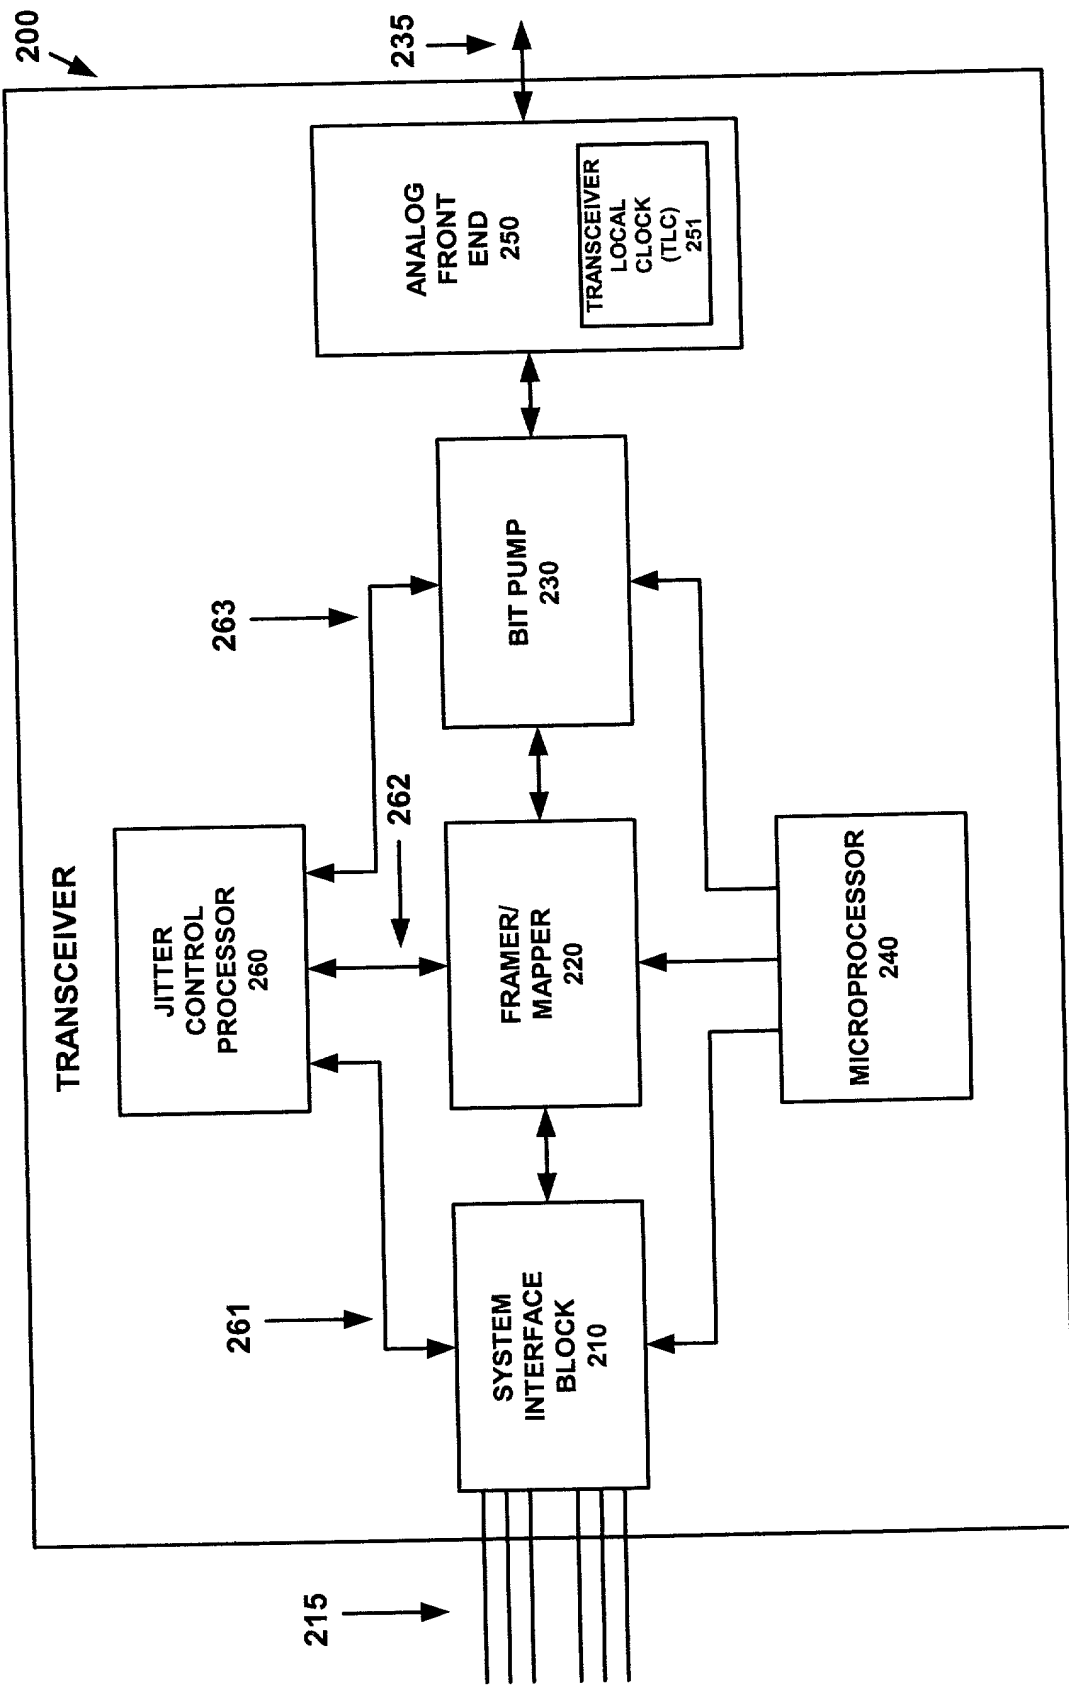 200
TRANSCEIVER
JITTER
CONTROL
PROCESSOR
260
261
262
263
235
215
SYSTEM
INTERFACE
BLOCK
210
FRAMER/
MAPPER
220
BIT PUMP
230
ANALOG
FRONT
END
250
TRANSCEIVER
LOCAL
CLOCK
(TLC)
251
MICROPROCESSOR
240